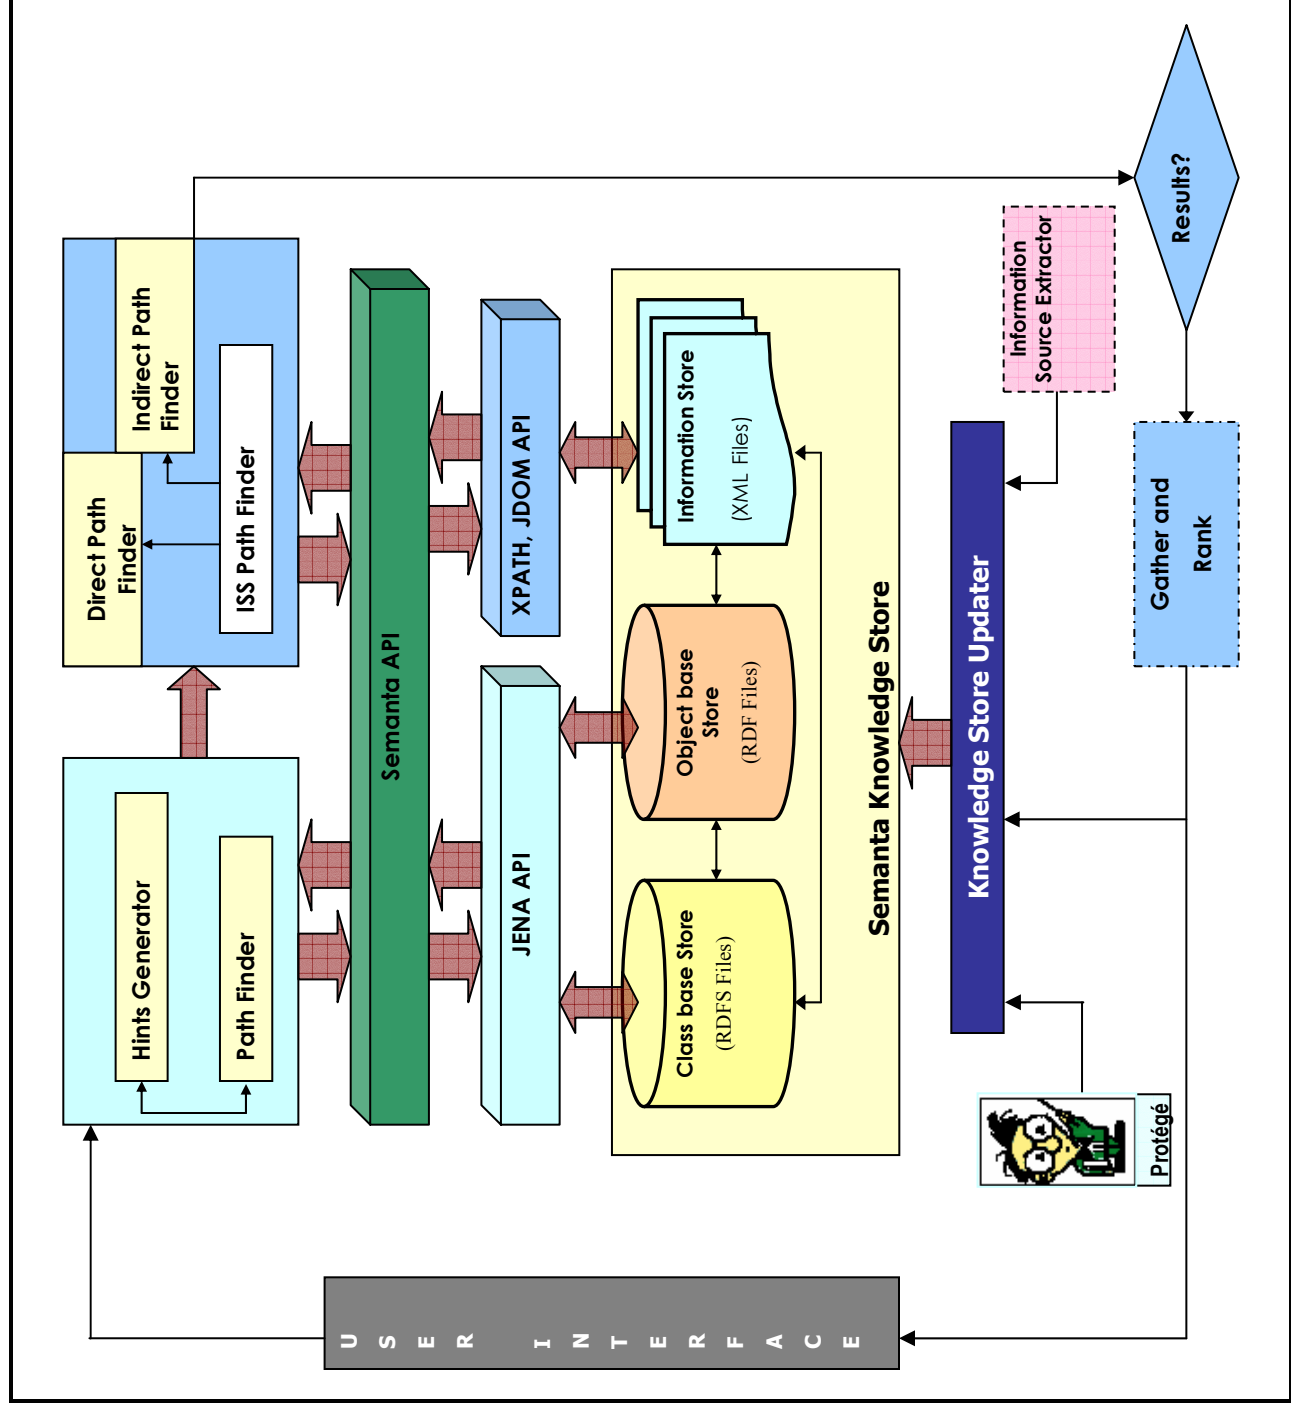 USER INTERFACE
Hints Generator
Path Finder
Direct Path
Finder
Indirect Path
Finder
ISS Path Finder
Semanta API
JENA API
XPATH, JDOM API
Class base Store
(RDFS Files)
Object base
Store
(RDF Files)
Information Store
(XML Files)
Semanta Knowledge Store
Knowledge Store Updater
Protégé
Information
Source Extractor
Gather and
Rank
Results?